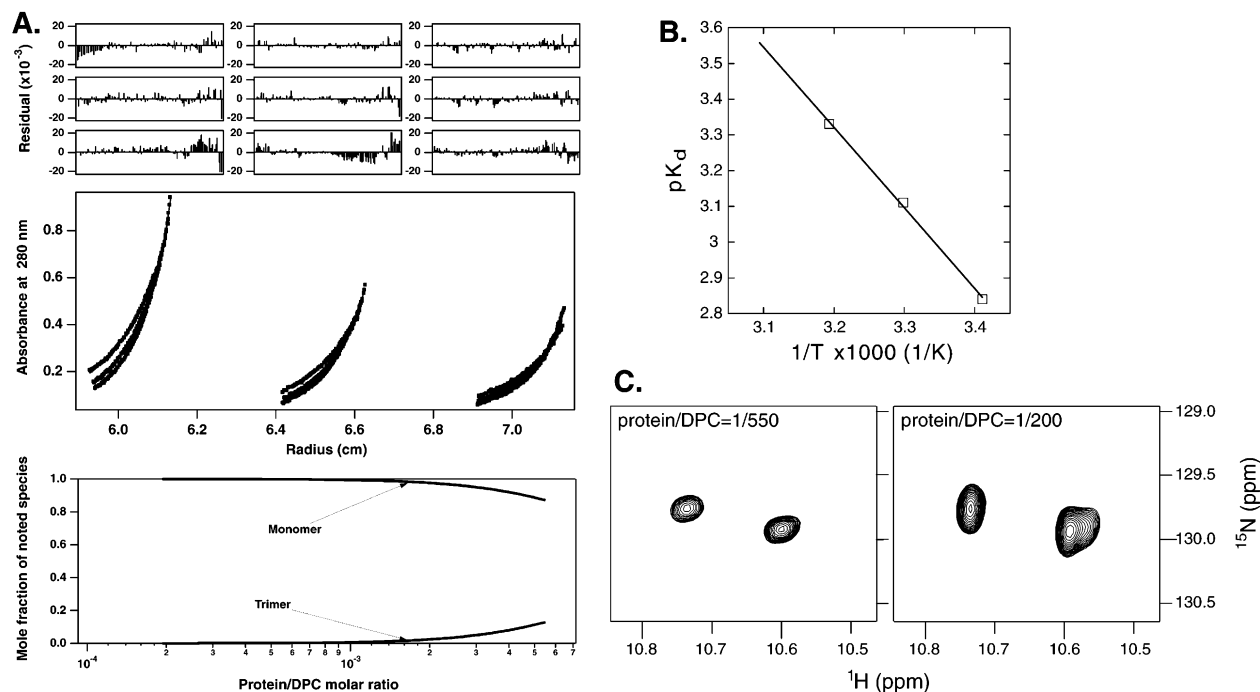 A.
Residual (x10-3)
20
0
-20
20
0
-20
20
0
-20
20
0
-20
20
0
-20
20
0
-20
20
0
-20
20
0
-20
20
0
-20
Absorbance at 280 nm
0.8
0.6
0.4
0.2
6.0 6.2 6.4 6.6 6.8 7.0
Radius (cm)
Mole fraction of noted species
1.0
0.8
0.6
0.4
0.2
0.0
Monomer
Trimer
10-4 2 3 4 5 6 7 8 10-3 2 3 4 5 6 7
Protein/DPC molar ratio
B.
pKd
3.6
3.5
3.4
3.3
3.2
3.1
3
2.9
2.8
3.1 3.2 3.3 3.4
1/T x1000 (1/K)
C.
protein/DPC=1/550
protein/DPC=1/200
129.0
129.5
130.0
130.5
15N (ppm)
10.8 10.7 10.6 10.5
10.8 10.7 10.6 10.5
1H (ppm)